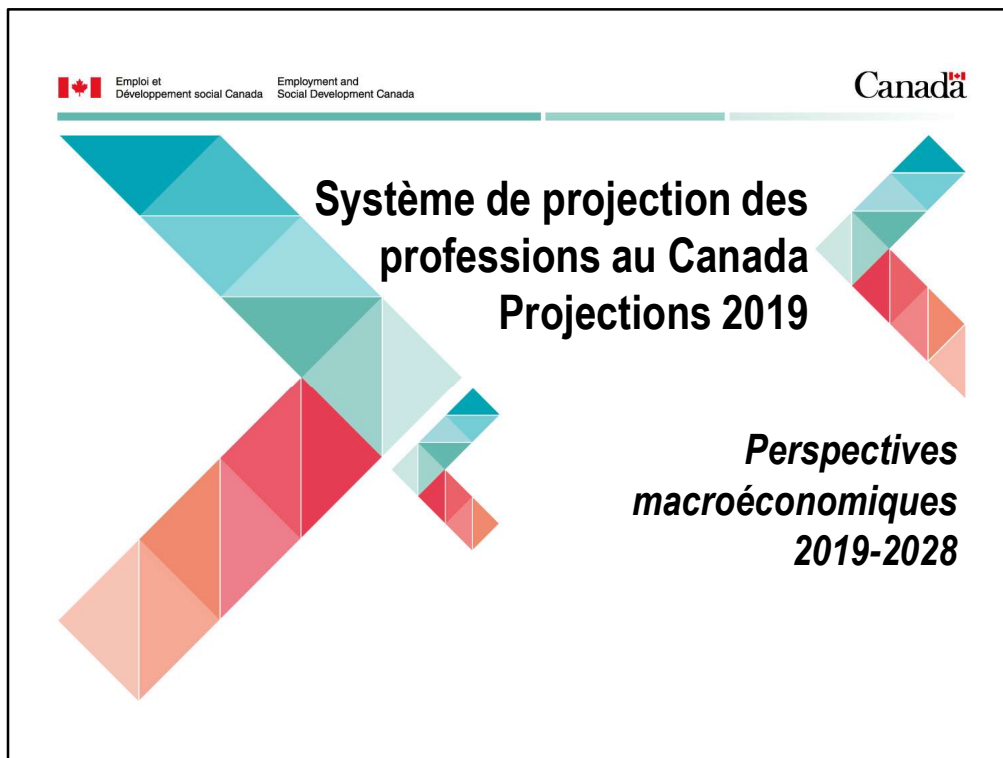 Emploi et
Développement social Canada
Employment and
Social Development Canada
Canada
Système de projection des
professions au Canada
Projections 2019
Perspectives
macroéconomiques
2019-2028